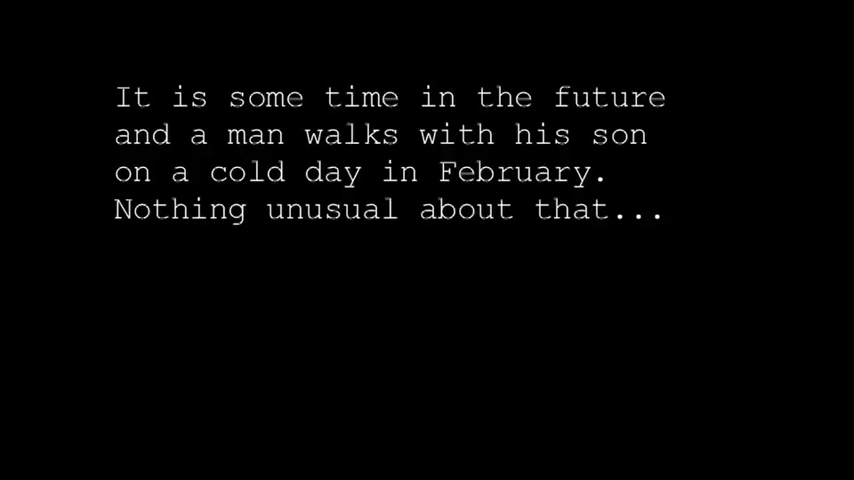 It is some time in the future
and a man walks with his son
on a cold day in February.
Nothing unusual about that...